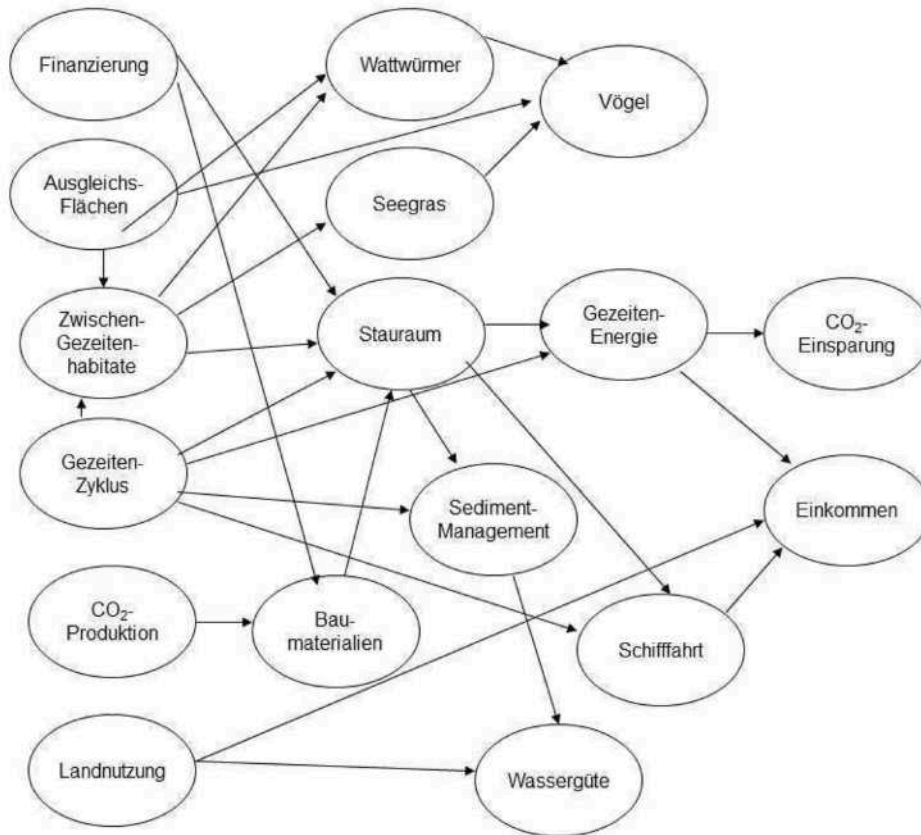 Finanzierung
Wattwürmer
Vögel
Ausgleichs-
Flächen
Seegras
Zwischen-
Gezeiten-
habitate
Stauraum
Gezeiten-
Energie
CO₂-
Einsparung
Gezeiten-
Zyklus
Sediment-
Management
Einkommen
CO₂-
Produktion
Bau-
materialien
Schifffahrt
Landnutzung
Wassergüte